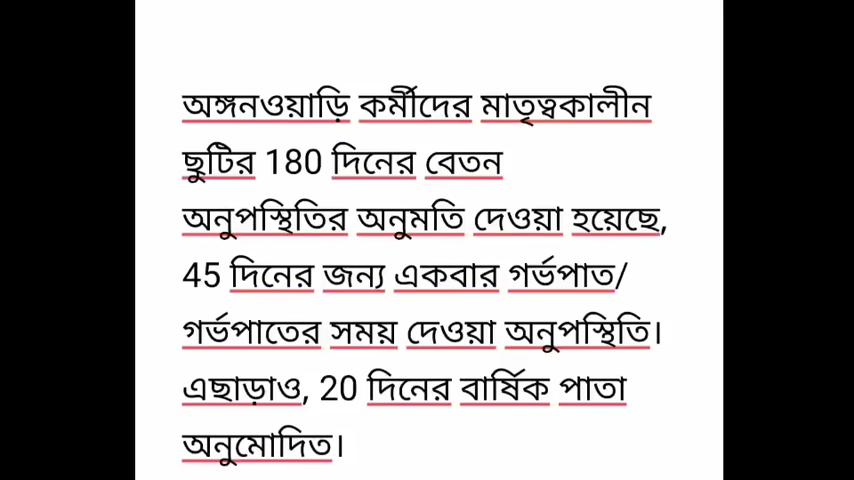 অঙ্গনওয়াড়ি কর্মীদের মাতৃত্বকালীন
ছুটির 180 দিনের বেতন
অনুপস্থিতির অনুমতি দেওয়া হয়েছে,
45 দিনের জন্য একবার গর্ভপাত/
গর্ভপাতের সময় দেওয়া অনুপস্থিতি।
এছাড়াও, 20 দিনের বার্ষিক পাতা
অনুমোদিত।